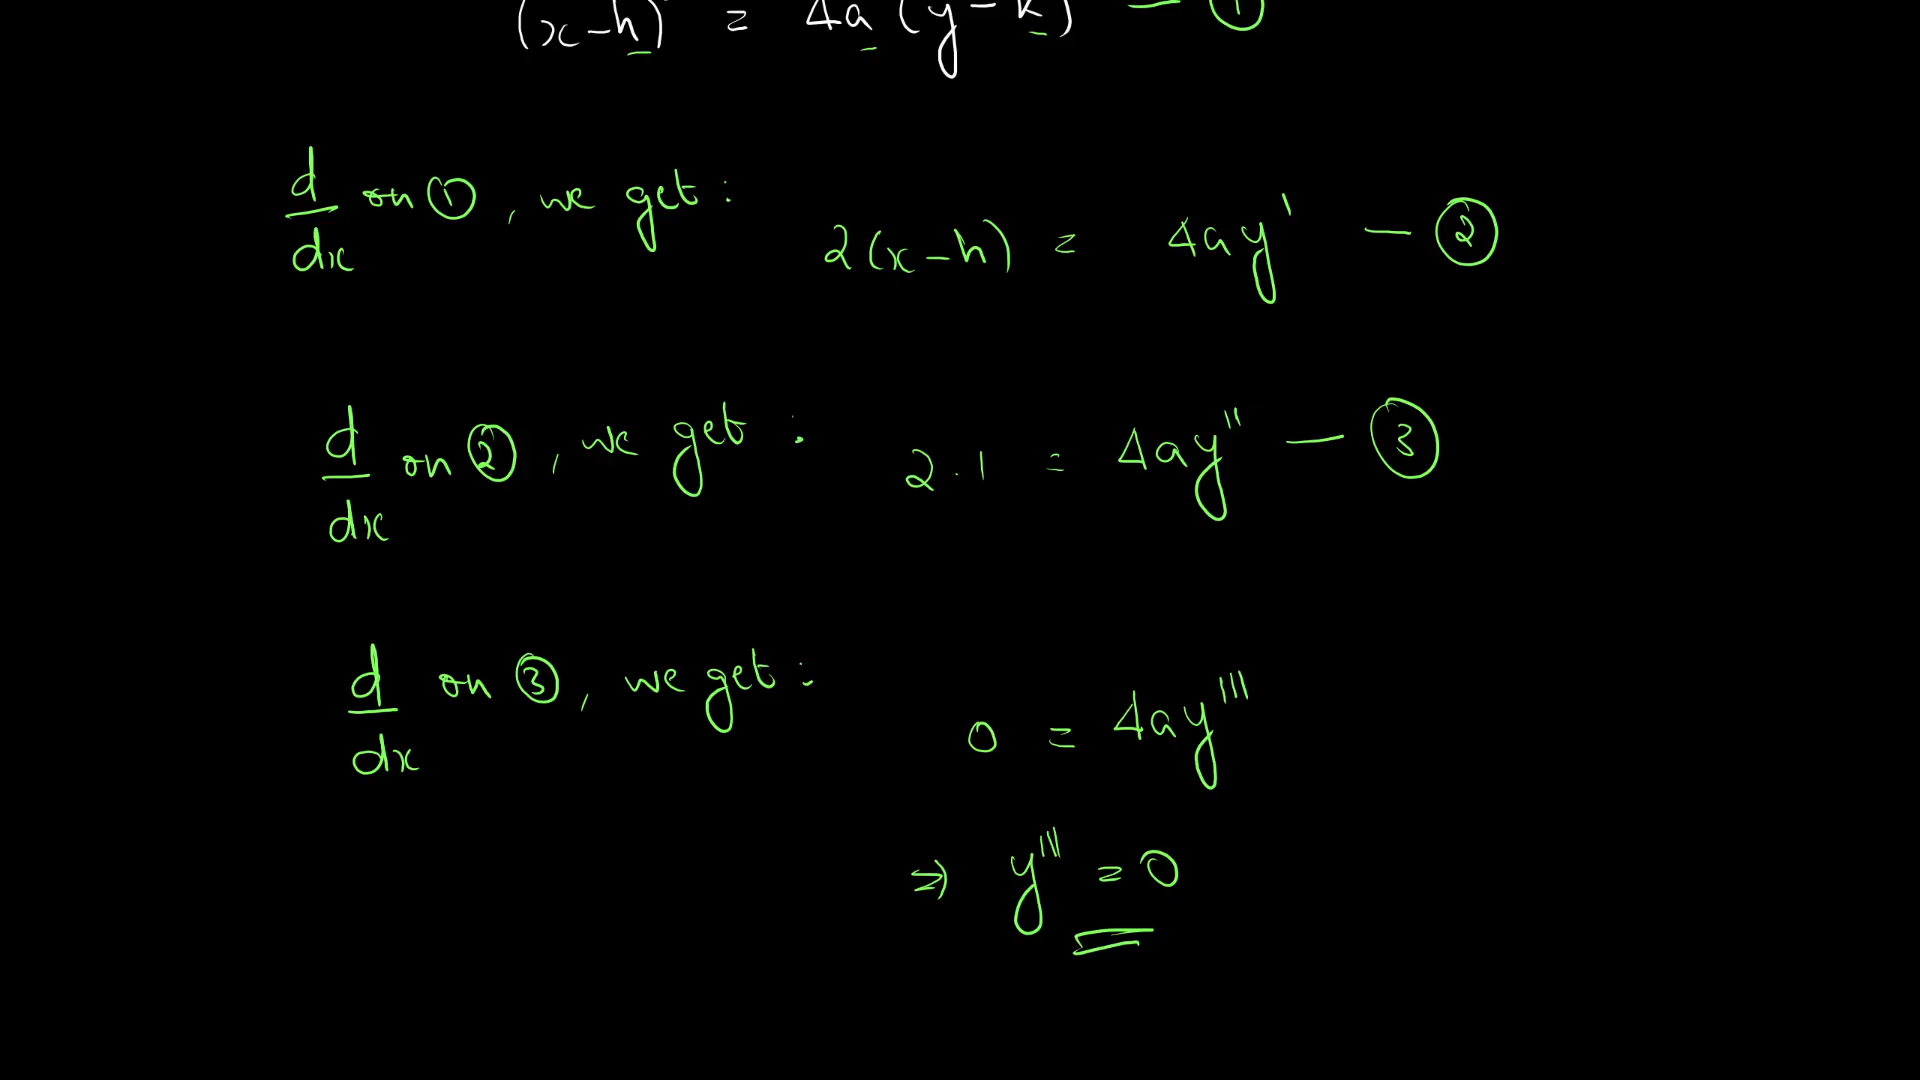 (x-h) = 4a (y-k) — ①
d/dx on ①, we get :
2(x-h) = 4ay' — ②
d/dx on ②, we get :
2.1 = 4ay'' — ③
d/dx on ③, we get :
0 = 4ay'''
⇒ y''' = 0